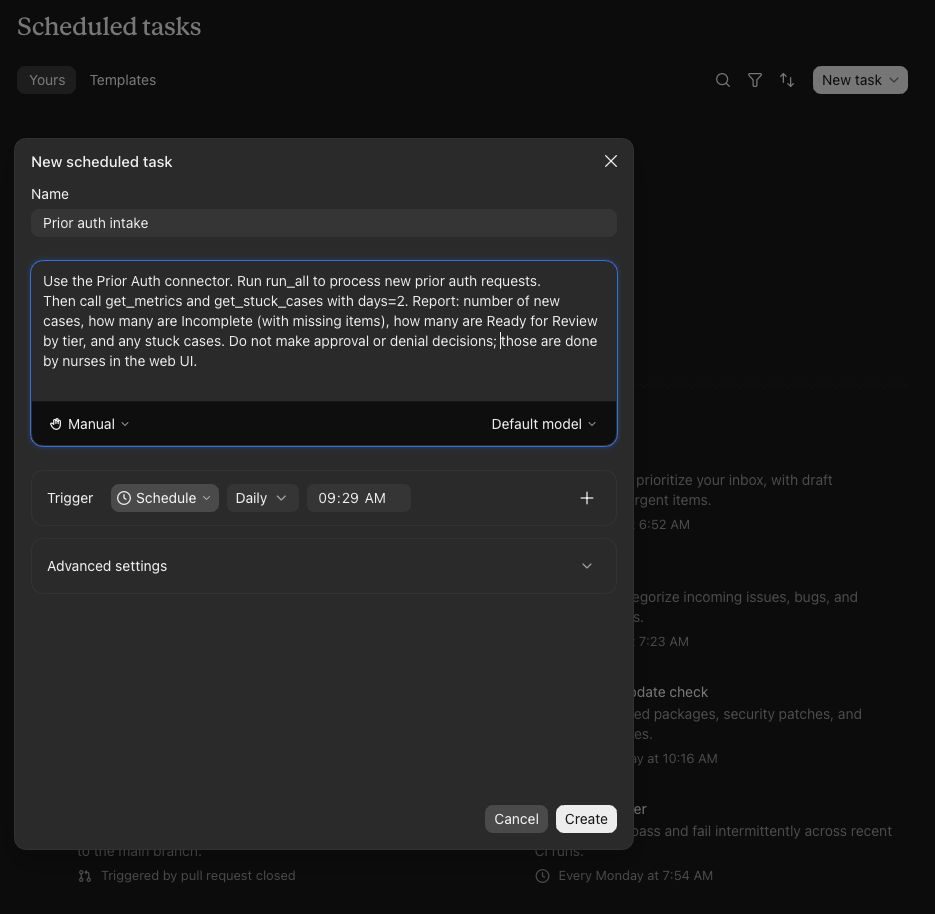 Scheduled tasks
Yours
Templates
New task
New scheduled task
Name
Prior auth intake
Use the Prior Auth connector. Run run_all to process new prior auth requests.
Then call get_metrics and get_stuck_cases with days=2. Report: number of new
cases, how many are Incomplete (with missing items), how many are Ready for Review
by tier, and any stuck cases. Do not make approval or denial decisions; those are done
by nurses in the web UI.
Manual
Default model
Trigger
Schedule
Daily
09:29 AM
Advanced settings
Cancel
Create
prioritize your inbox, with draft
items.
6:52 AM
incoming issues, bugs, and
7:23 AM
check
packages, security patches, and
at 10:16 AM
pass and fail intermittently across recent
to the main branch.
CI runs.
Triggered by pull request closed
Every Monday at 7:54 AM